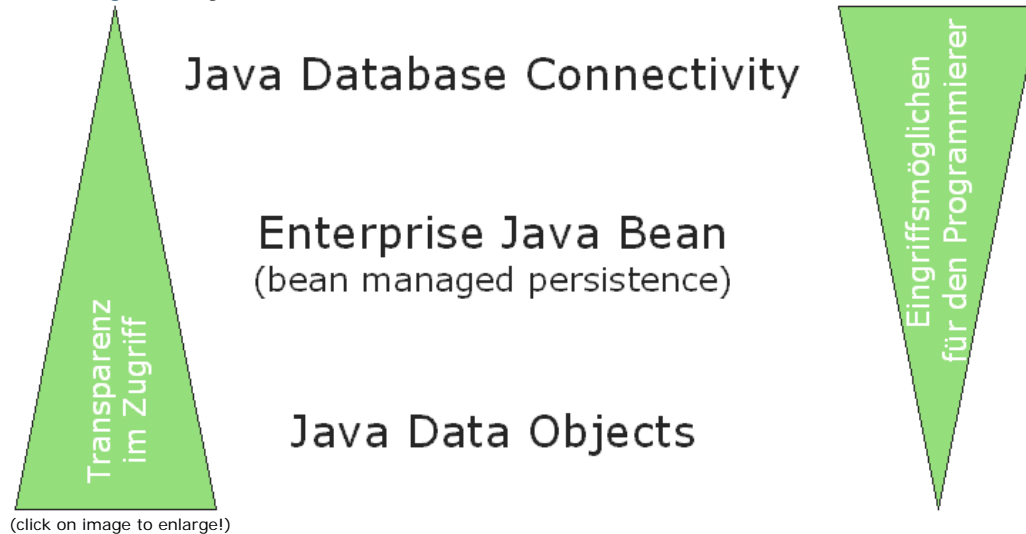 Java Database Connectivity
Enterprise Java Bean
(bean managed persistence)
Java Data Objects
Transparenz
im Zugriff
Eingriffsmöglichen
für den Programmierer
(click on image to enlarge!)